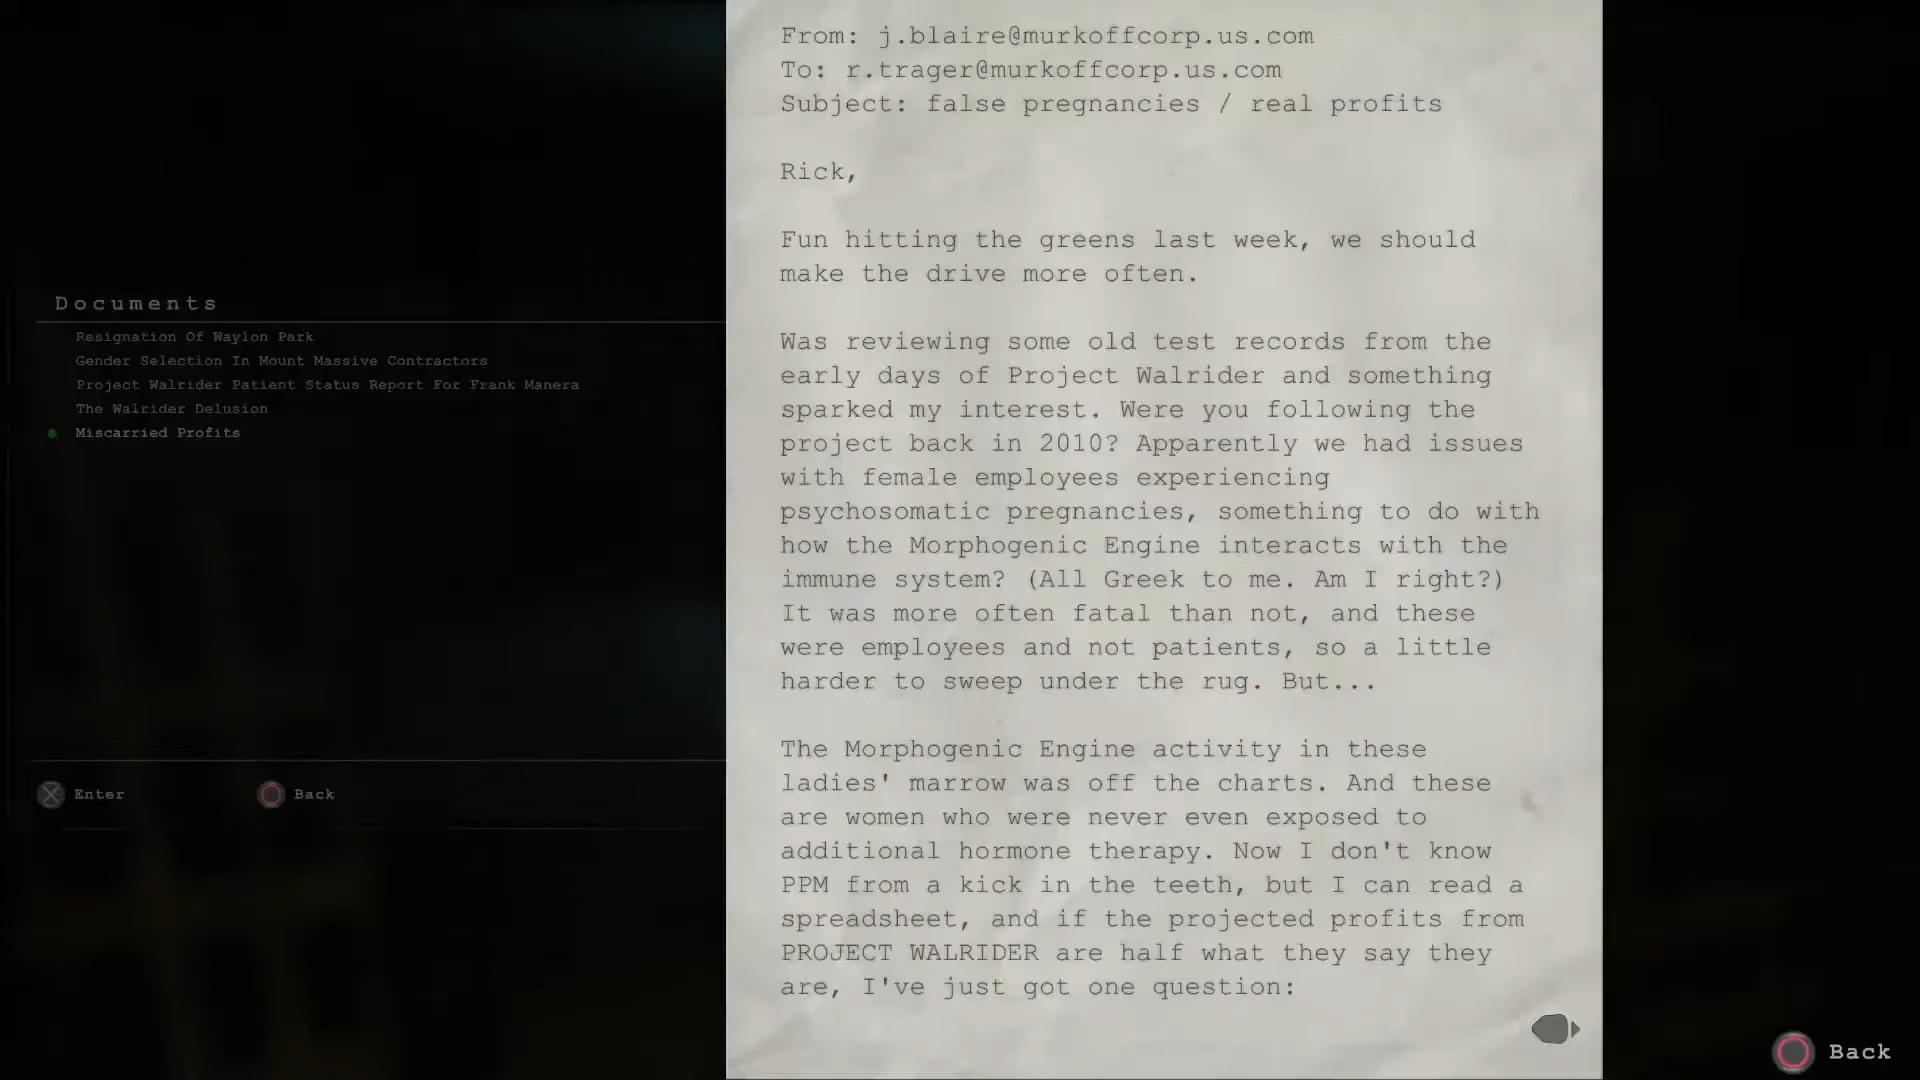 Documents
Resignation Of Waylon Park
Gender Selection In Mount Massive Contractors
Project Walrider Patient Status Report For Frank Manera
The Walrider Delusion
Miscarried Profits
Enter
Back
From: j.blaire@murkoffcorp.us.com
To: r.trager@murkoffcorp.us.com
Subject: false pregnancies / real profits
Rick,
Fun hitting the greens last week, we should
make the drive more often.
Was reviewing some old test records from the
early days of Project Walrider and something
sparked my interest. Were you following the
project back in 2010? Apparently we had issues
with female employees experiencing
psychosomatic pregnancies, something to do with
how the Morphogenic Engine interacts with the
immune system? (All Greek to me. Am I right?)
It was more often fatal than not, and these
were employees and not patients, so a little
harder to sweep under the rug. But...
The Morphogenic Engine activity in these
ladies' marrow was off the charts. And these
are women who were never even exposed to
additional hormone therapy. Now I don't know
PPM from a kick in the teeth, but I can read a
spreadsheet, and if the projected profits from
PROJECT WALRIDER are half what they say they
are, I've just got one question:
Back